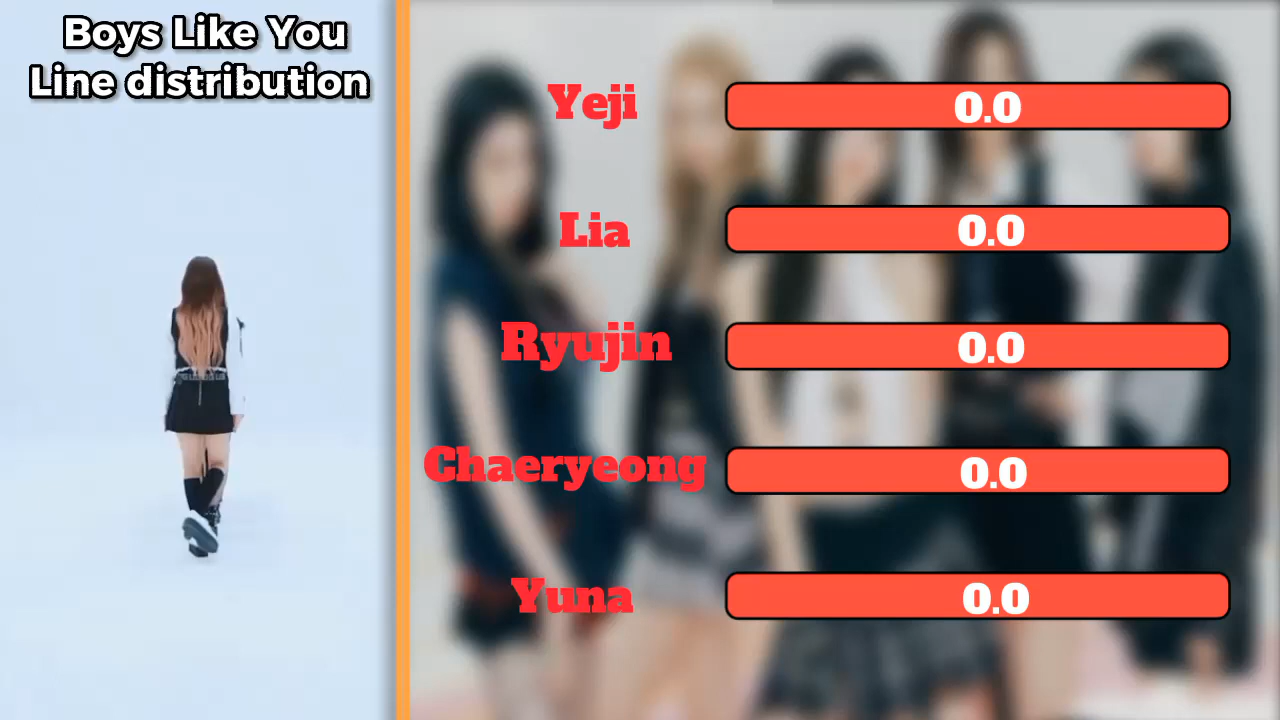 Boys Like You
Line distribution
Yeji 0.0
Lia 0.0
Ryujin 0.0
Chaeryeong 0.0
Yuna 0.0